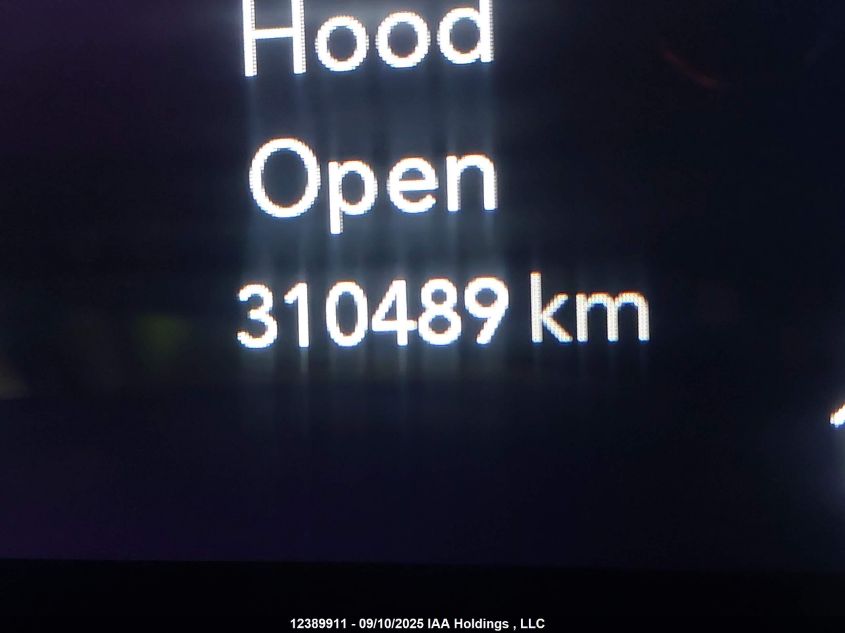 Hood
Open
310489 km
12389911 - 09/10/2025 IAA Holdings , LLC